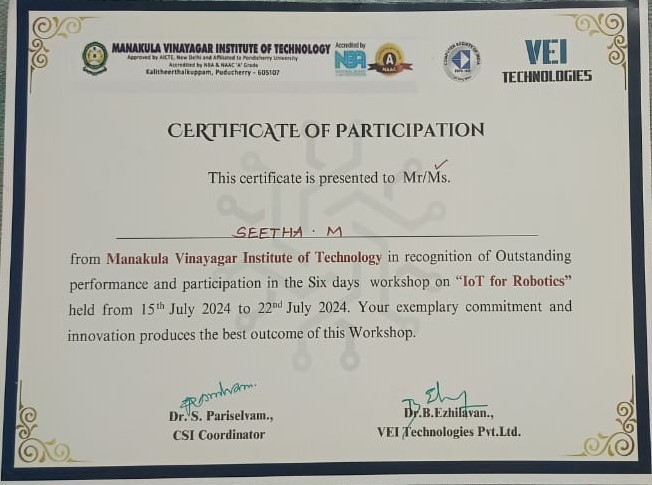 MANAKULA VINAYAGAR INSTITUTE OF TECHNOLOGY
Approved by AICTE, New Delhi and Affiliated to Pondicherry University
Accredited by NBA & NAAC 'A' Grade
Kalitheerthalkuppam, Puducherry - 605107
Accredited by
NBA
A
NAAC
VEI
TECHNOLOGIES
CERTIFICATE OF PARTICIPATION
This certificate is presented to Mr/Ms.
SEETHA . M
from Manakula Vinayagar Institute of Technology in recognition of Outstanding
performance and participation in the Six days workshop on “IoT for Robotics”
held from 15th July 2024 to 22nd July 2024. Your exemplary commitment and
innovation produces the best outcome of this Workshop.
Dr. S. Pariselvam.,
CSI Coordinator
Dr.B.Ezhilavan.,
VEI Technologies Pvt.Ltd.